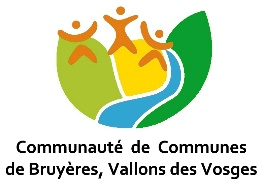 Communauté de Communes
de Bruyères, Vallons des Vosges